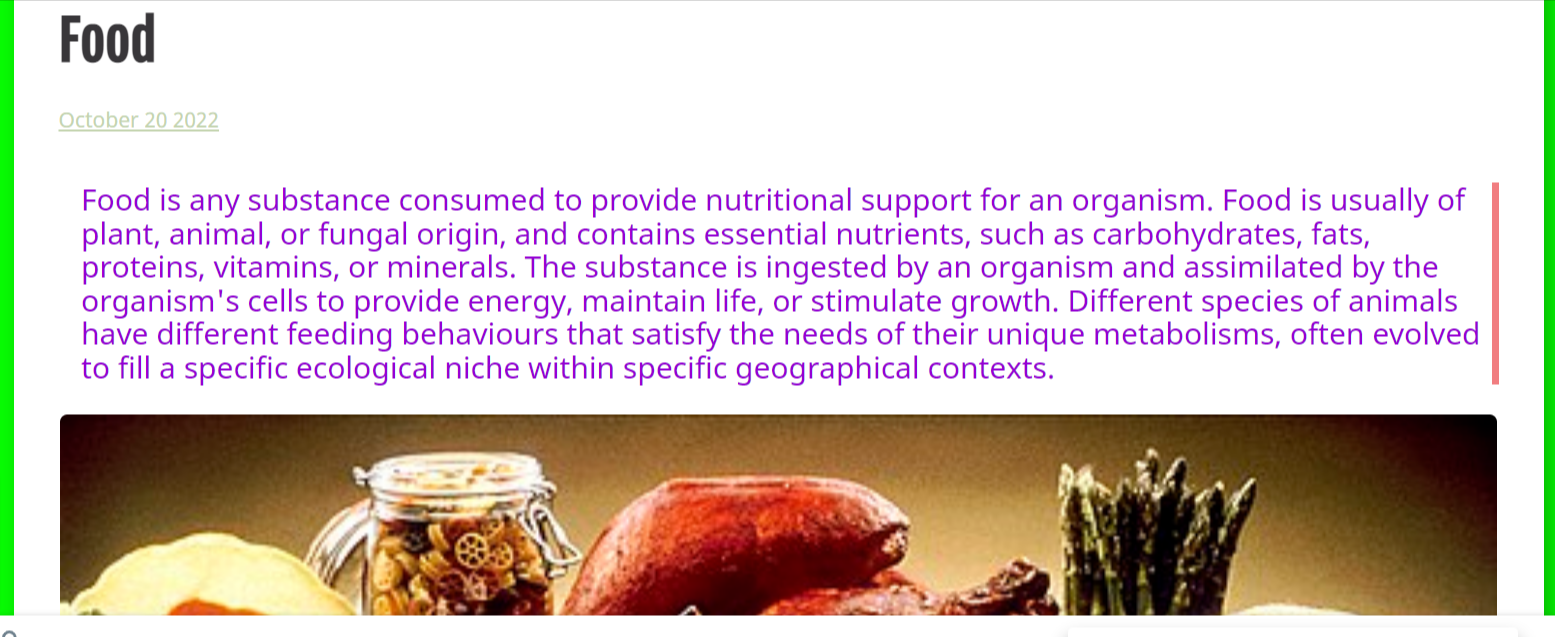 Food
October 20 2022
Food is any substance consumed to provide nutritional support for an organism. Food is usually of
plant, animal, or fungal origin, and contains essential nutrients, such as carbohydrates, fats,
proteins, vitamins, or minerals. The substance is ingested by an organism and assimilated by the
organism's cells to provide energy, maintain life, or stimulate growth. Different species of animals
have different feeding behaviours that satisfy the needs of their unique metabolisms, often evolved
to fill a specific ecological niche within specific geographical contexts.